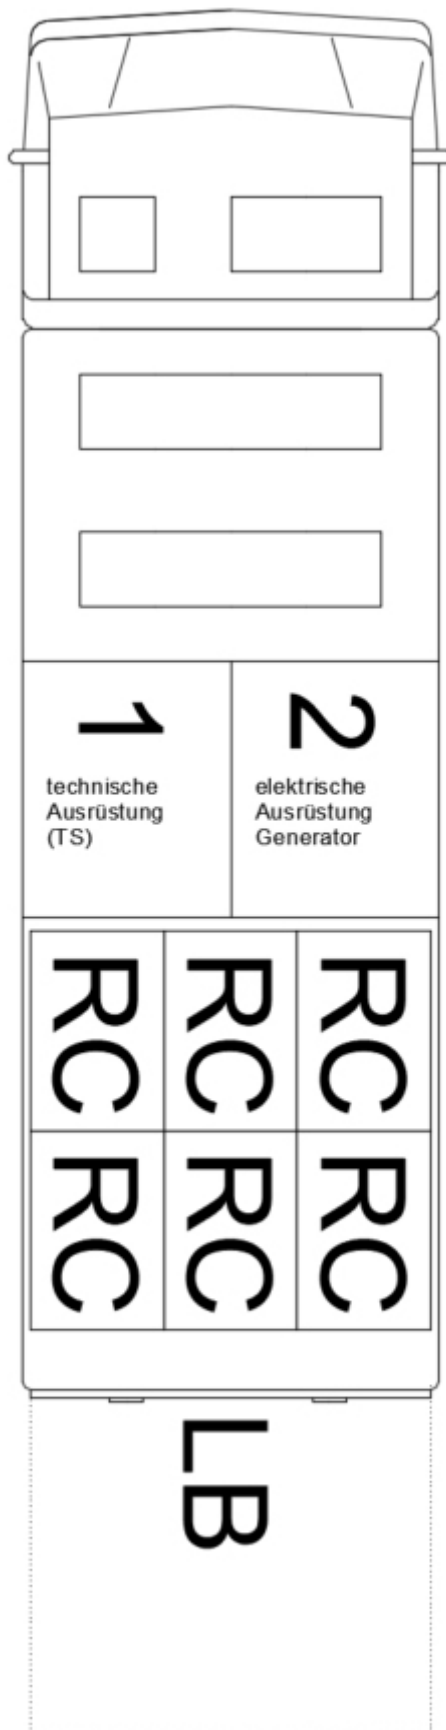 1
technische
Ausrüstung
(TS)
2
elektrische
Ausrüstung
Generator
RC RC RC
RC RC RC
LB